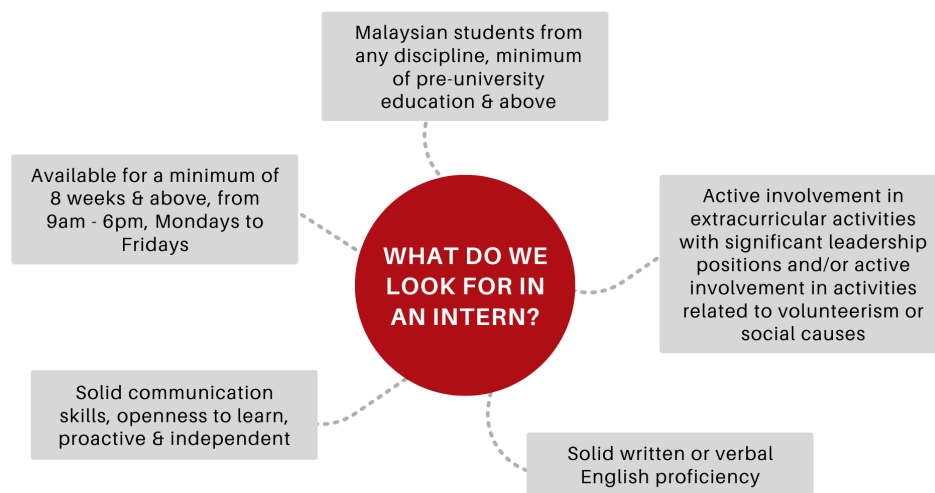 Malaysian students from
any discipline, minimum
of pre-university
education & above
Available for a minimum of
8 weeks & above, from
9am - 6pm, Mondays to
Fridays
WHAT DO WE
LOOK FOR IN
AN INTERN?
Active involvement in
extracurricular activities
with significant leadership
positions and/or active
involvement in activities
related to volunteerism or
social causes
Solid communication
skills, openness to learn,
proactive & independent
Solid written or verbal
English proficiency